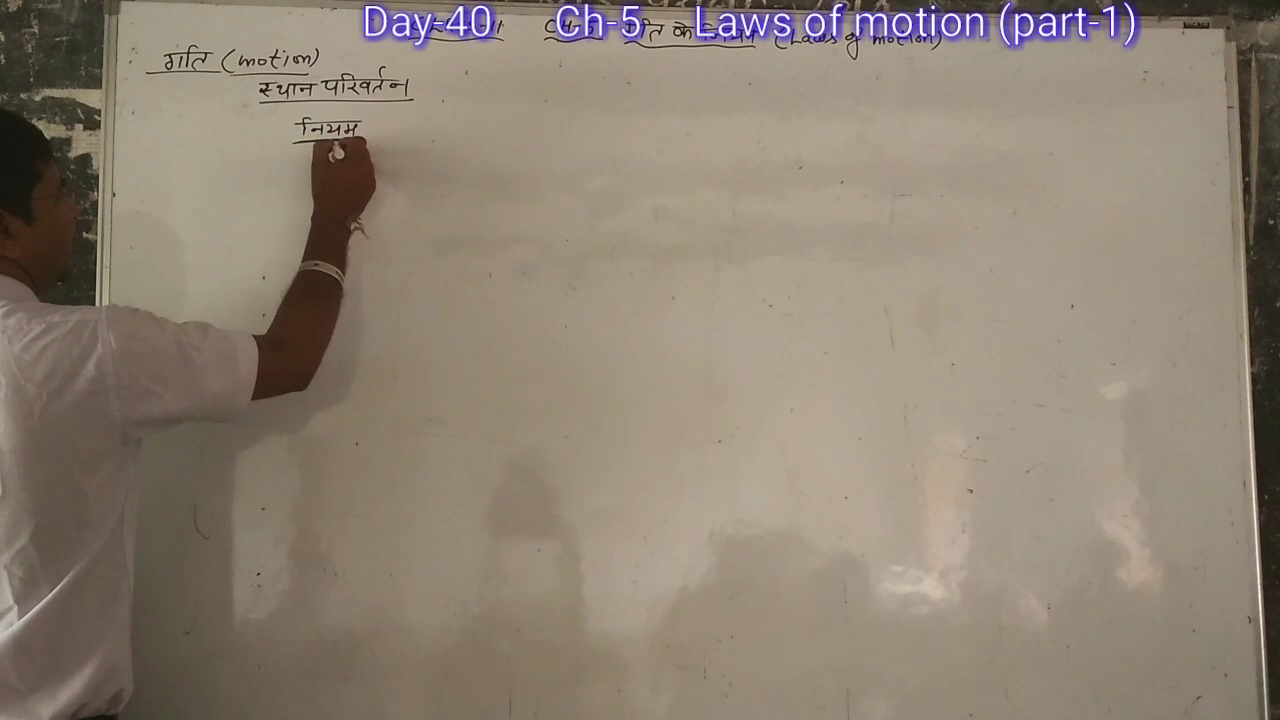 Day-40 Ch-5 Laws of motion (part-1)
गति के नियम (Laws of motion)
गति (motion)
स्थान परिवर्तन
नियम